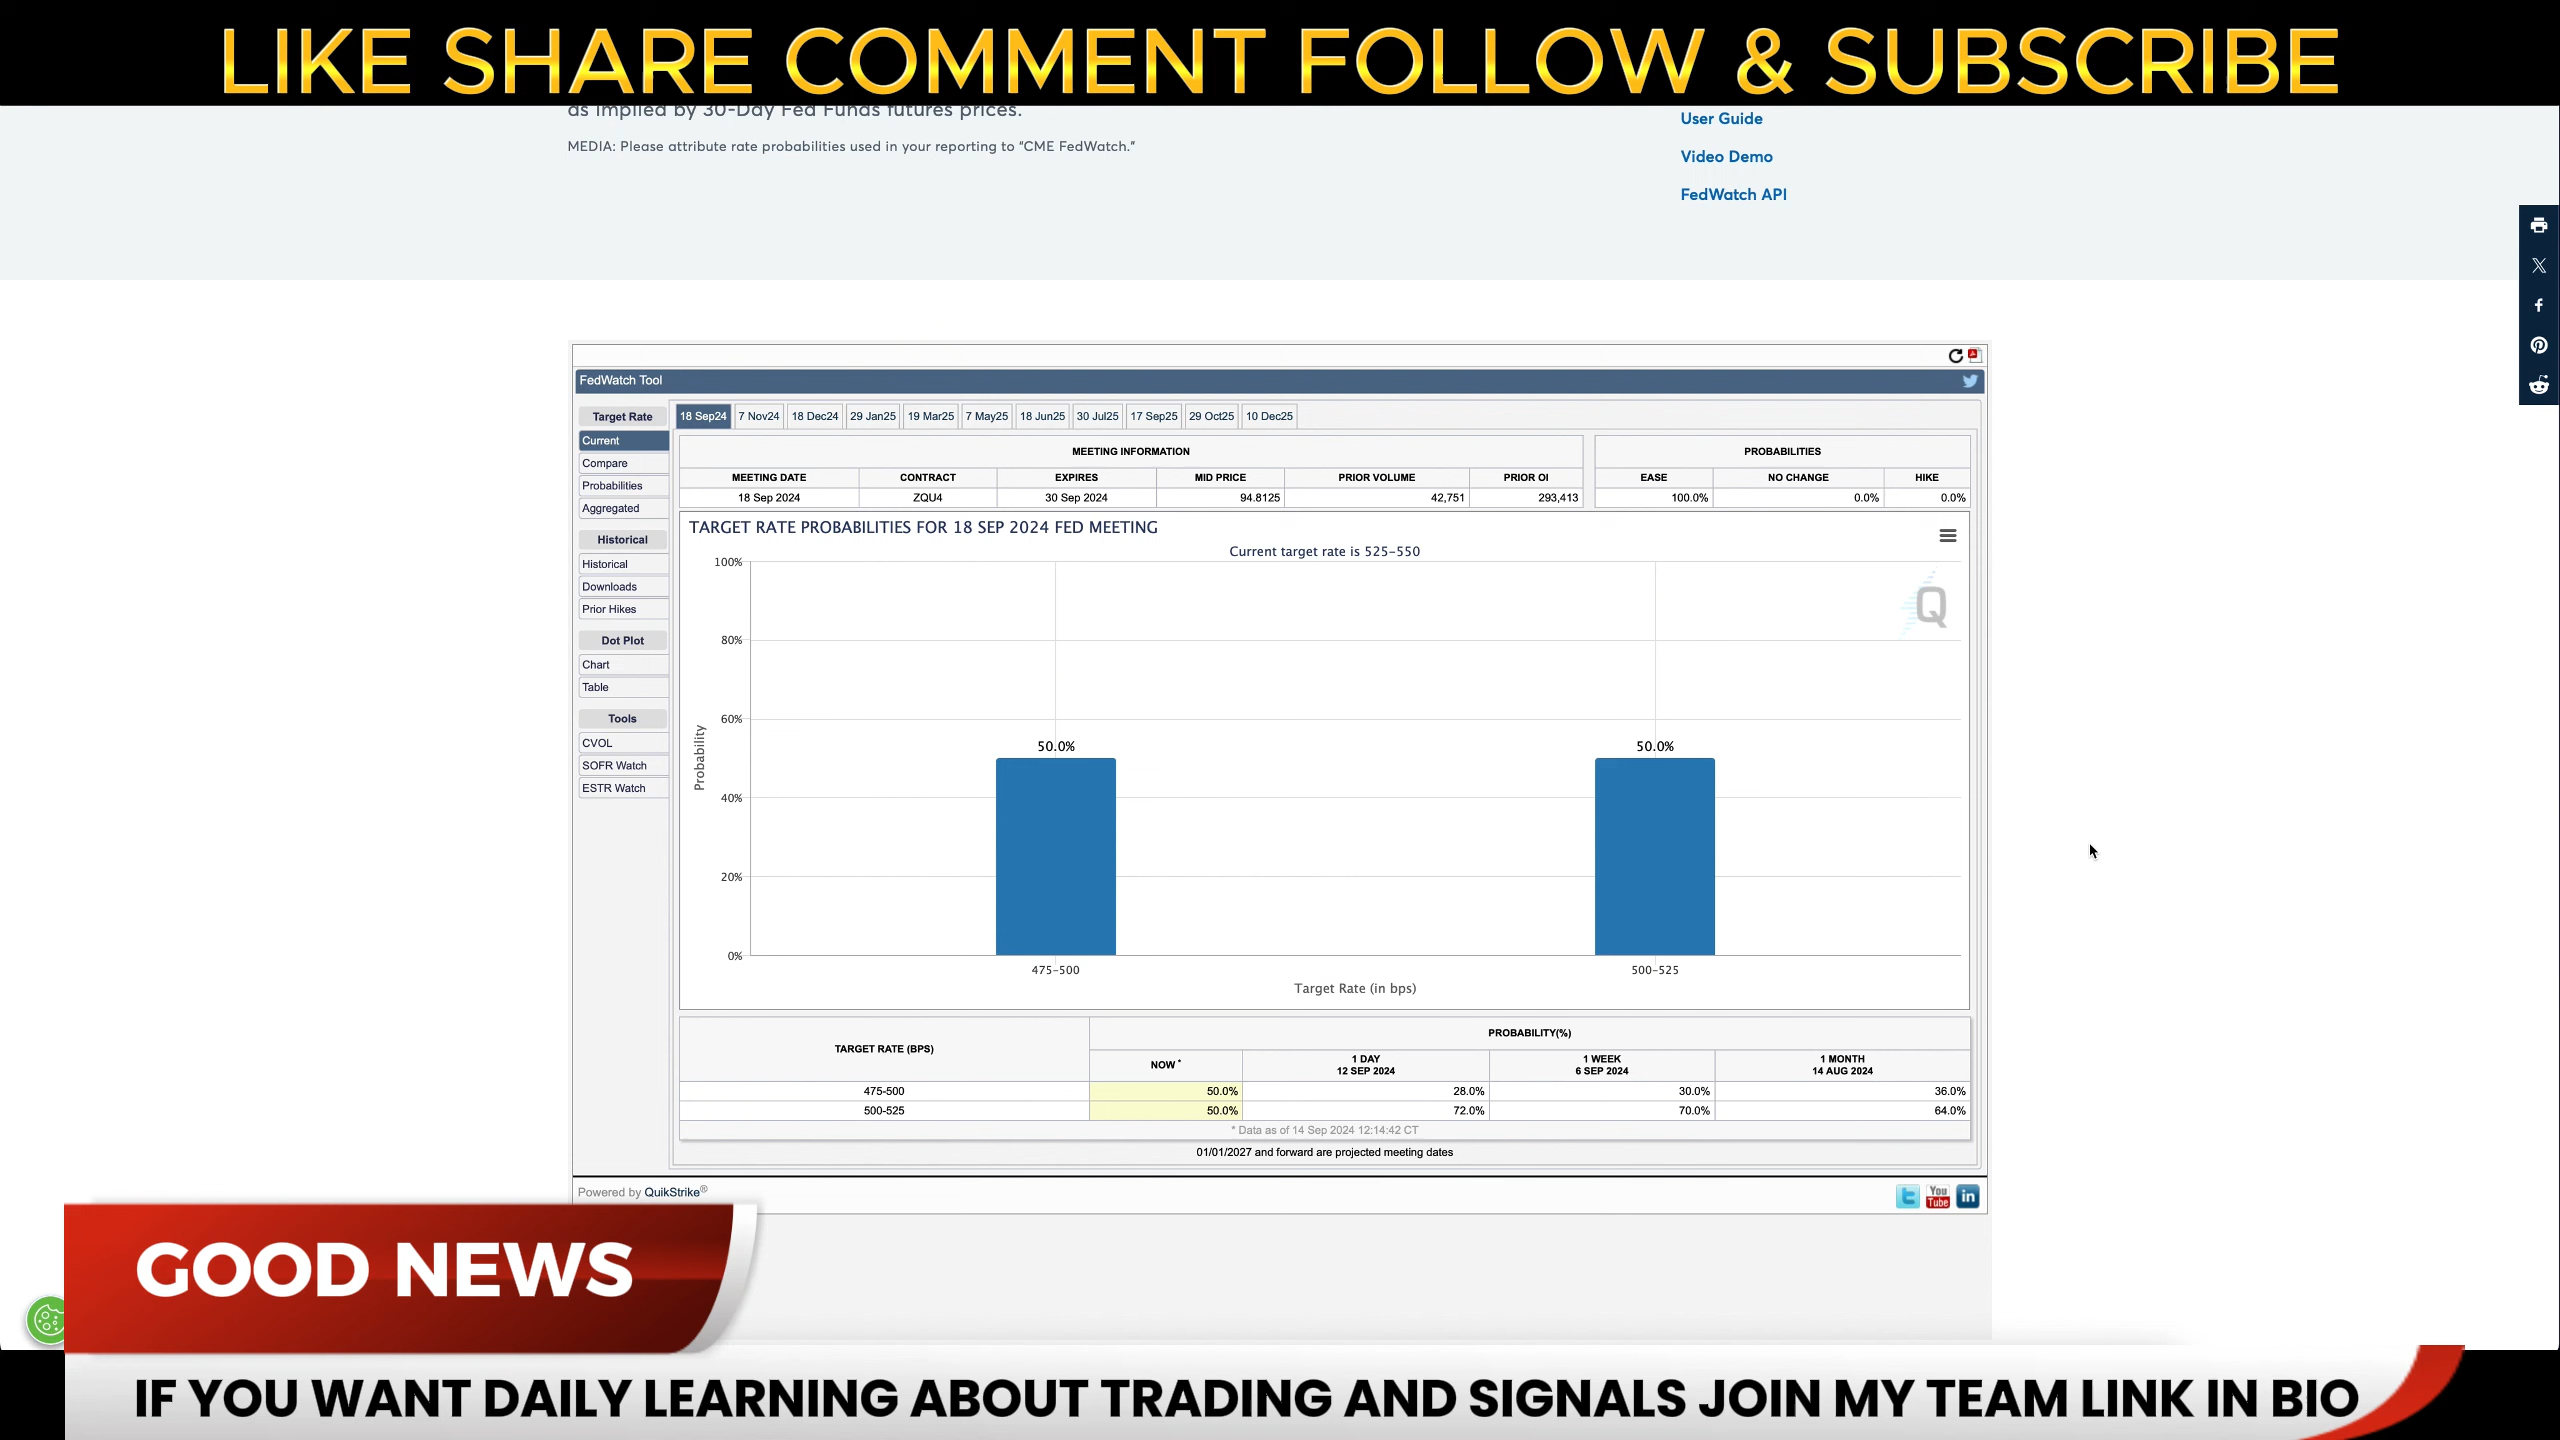 LIKE SHARE COMMENT FOLLOW & SUBSCRIBE
as implied by 30-Day Fed Funds futures prices.
MEDIA: Please attribute rate probabilities used in your reporting to “CME FedWatch.”
User Guide
Video Demo
FedWatch API
FedWatch Tool
Target Rate
Current
Compare
Probabilities
Aggregated
Historical
Historical
Downloads
Prior Hikes
Dot Plot
Chart
Table
Tools
CVOL
SOFR Watch
ESTR Watch
18 Sep24 7 Nov24 18 Dec24 29 Jan25 19 Mar25 7 May25 18 Jun25 30 Jul25 17 Sep25 29 Oct25 10 Dec25
MEETING INFORMATION
MEETING DATE CONTRACT EXPIRES MID PRICE PRIOR VOLUME PRIOR OI
18 Sep 2024 ZQU4 30 Sep 2024 94.8125 42,751 293,413
PROBABILITIES
EASE NO CHANGE HIKE
100.0% 0.0% 0.0%
TARGET RATE PROBABILITIES FOR 18 SEP 2024 FED MEETING
Current target rate is 525-550
Q
Probability
100%
80%
60%
40%
20%
0%
50.0% 50.0%
475-500 500-525
Target Rate (in bps)
TARGET RATE (BPS) PROBABILITY(%)
NOW * 1 DAY 12 SEP 2024 1 WEEK 6 SEP 2024 1 MONTH 14 AUG 2024
475-500 50.0% 28.0% 30.0% 36.0%
500-525 50.0% 72.0% 70.0% 64.0%
* Data as of 14 Sep 2024 12:14:42 CT
01/01/2027 and forward are projected meeting dates
Powered by QuikStrike®
You Tube
in
GOOD NEWS
IF YOU WANT DAILY LEARNING ABOUT TRADING AND SIGNALS JOIN MY TEAM LINK IN BIO